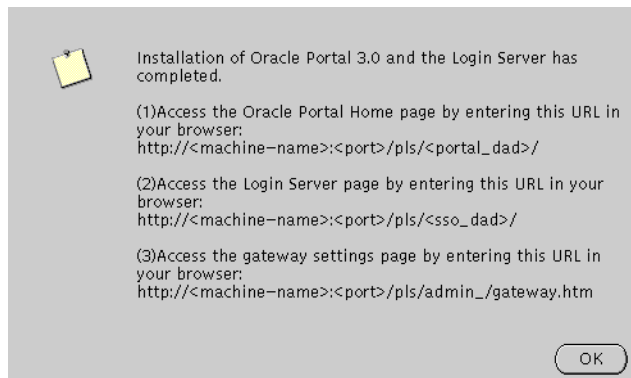 Installation of Oracle Portal 3.0 and the Login Server has
completed.
(1)Access the Oracle Portal Home page by entering this URL in
your browser:
http://<machine-name>:<port>/pls/<portal_dad>/
(2)Access the Login Server page by entering this URL in your
browser:
http://<machine-name>:<port>/pls/<sso_dad>/
(3)Access the gateway settings page by entering this URL in
your browser:
http://<machine-name>:<port>/pls/admin_/gateway.htm
OK